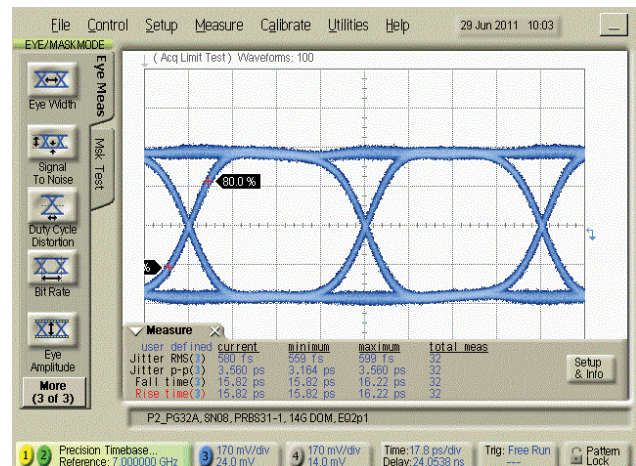 File Control Setup Measure Calibrate Utilities Help 29 Jun 2011 10:03
EYE/MASK MODE
( Acq Limit Test ) Waveforms: 100
Eye Meas
Msk Test
Eye Width
Signal
To Noise
Duty Cycle
Distortion
Bit Rate
Eye
Amplitude
More
(3 of 3)
80.0 %
%
Measure
user defined current minimum maximum total meas
Jitter RMS(3) 580 fs 559 fs 599 fs 32
Jitter p-p(3) 3.560 ps 3.164 ps 3.560 ps 32
Fall time(3) 15.82 ps 15.82 ps 16.22 ps 32
Rise time(3) 15.82 ps 15.82 ps 16.22 ps 32
Setup
& Info
P2_PG32A, SN08, PRBS31-1, 14G DOM, EQ2p1
1 2 Precision Timebase...
Reference: 7.000000 GHz
3 170 mV/div
24.0 mV
4 170 mV/div
14.0 mV
Time:17.8 ps/div
Delay:24.0538 ns
Trig: Free Run
---
Pattern
Lock